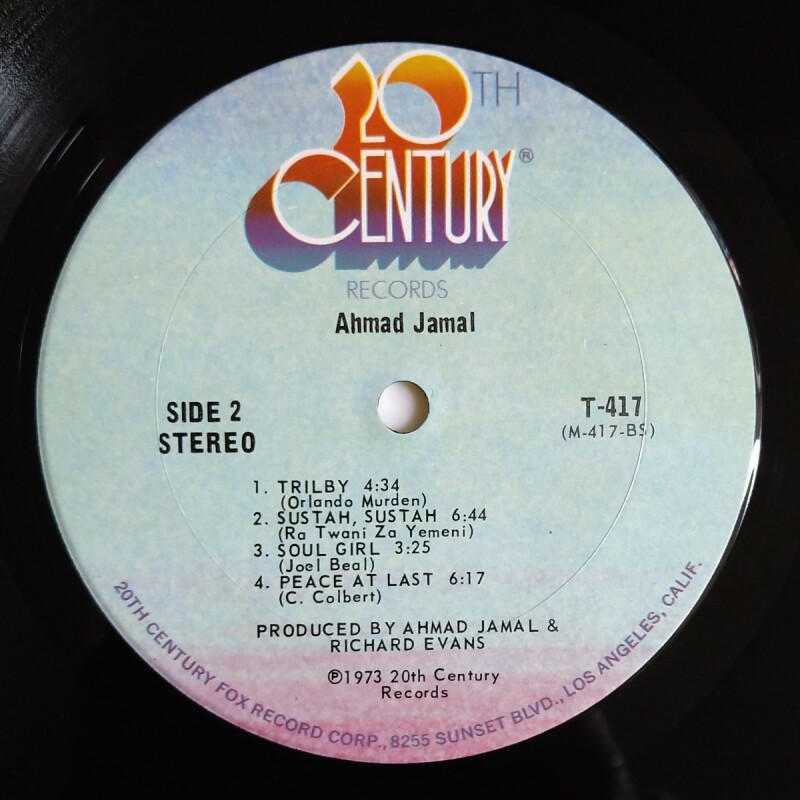 20TH
CENTURY®
RECORDS
Ahmad Jamal
SIDE 2
STEREO
T-417
(M-417-BS)
1. TRILBY 4:34
(Orlando Murden)
2. SUSTAH, SUSTAH 6:44
(Ra Twani Za Yemeni)
3. SOUL GIRL 3:25
(Joel Beal)
4. PEACE AT LAST 6:17
(C. Colbert)
PRODUCED BY AHMAD JAMAL &
RICHARD EVANS
℗1973 20th Century
Records
20TH CENTURY FOX RECORD CORP., 8255 SUNSET BLVD., LOS ANGELES, CALIF.